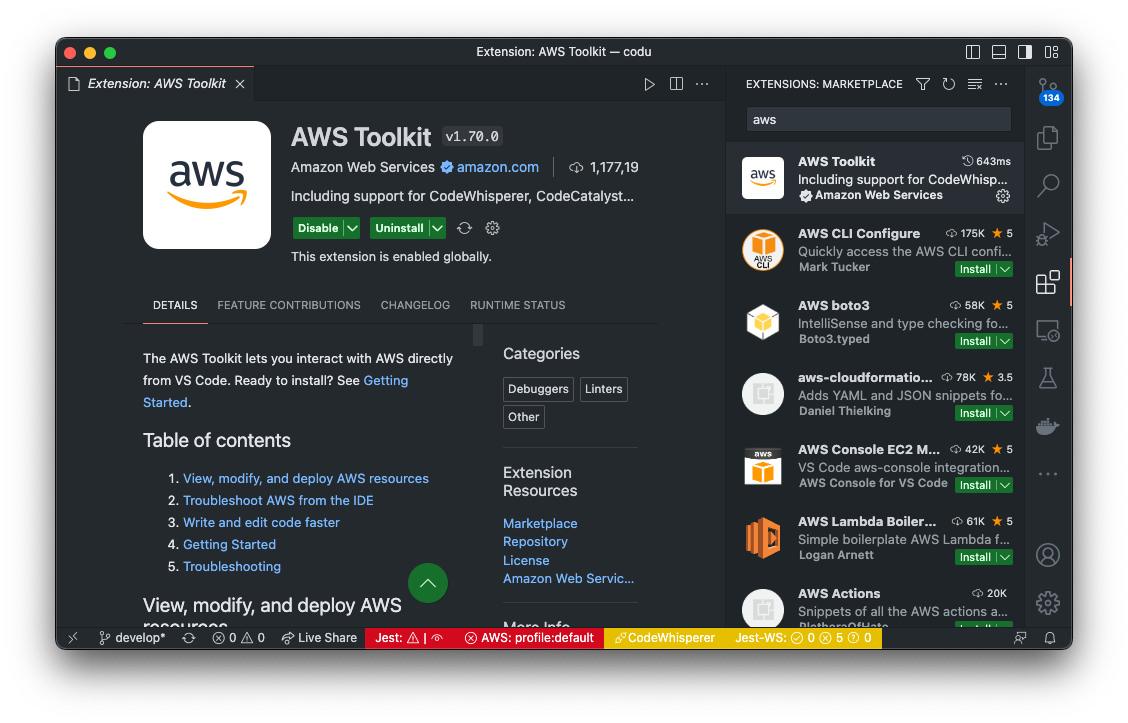 Extension: AWS Toolkit — codu
Extension: AWS Toolkit
aws
AWS Toolkit v1.70.0
Amazon Web Services amazon.com 1,177,19
Including support for CodeWhisperer, CodeCatalyst...
Disable Uninstall
This extension is enabled globally.
DETAILS FEATURE CONTRIBUTIONS CHANGELOG RUNTIME STATUS
The AWS Toolkit lets you interact with AWS directly
from VS Code. Ready to install? See Getting
Started.
Table of contents
1. View, modify, and deploy AWS resources
2. Troubleshoot AWS from the IDE
3. Write and edit code faster
4. Getting Started
5. Troubleshooting
View, modify, and deploy AWS
resources
Categories
Debuggers Linters
Other
Extension
Resources
Marketplace
Repository
License
Amazon Web Servic...
More Info
EXTENSIONS: MARKETPLACE
aws
aws
AWS Toolkit 643ms
Including support for CodeWhisp...
Amazon Web Services
AWS
CLI
AWS CLI Configure 175K 5
Quickly access the AWS CLI confi...
Mark Tucker Install
AWS boto3 58K 5
IntelliSense and type checking fo...
Boto3.typed Install
aws-cloudformatio... 78K 3.5
Adds YAML and JSON snippets fo...
Daniel Thielking Install
aws
AWS Console EC2 M... 42K 5
VS Code aws-console integration...
AWS Console for VS Code Install
AWS Lambda Boiler... 61K 5
Simple boilerplate AWS Lambda f...
Logan Arnett Install
AWS Actions 20K
Snippets of all the AWS actions a...
PletheraOfHate Install
134
develop* 0 0 Live Share Jest: | AWS: profile:default CodeWhisperer Jest-WS: 0 5 0